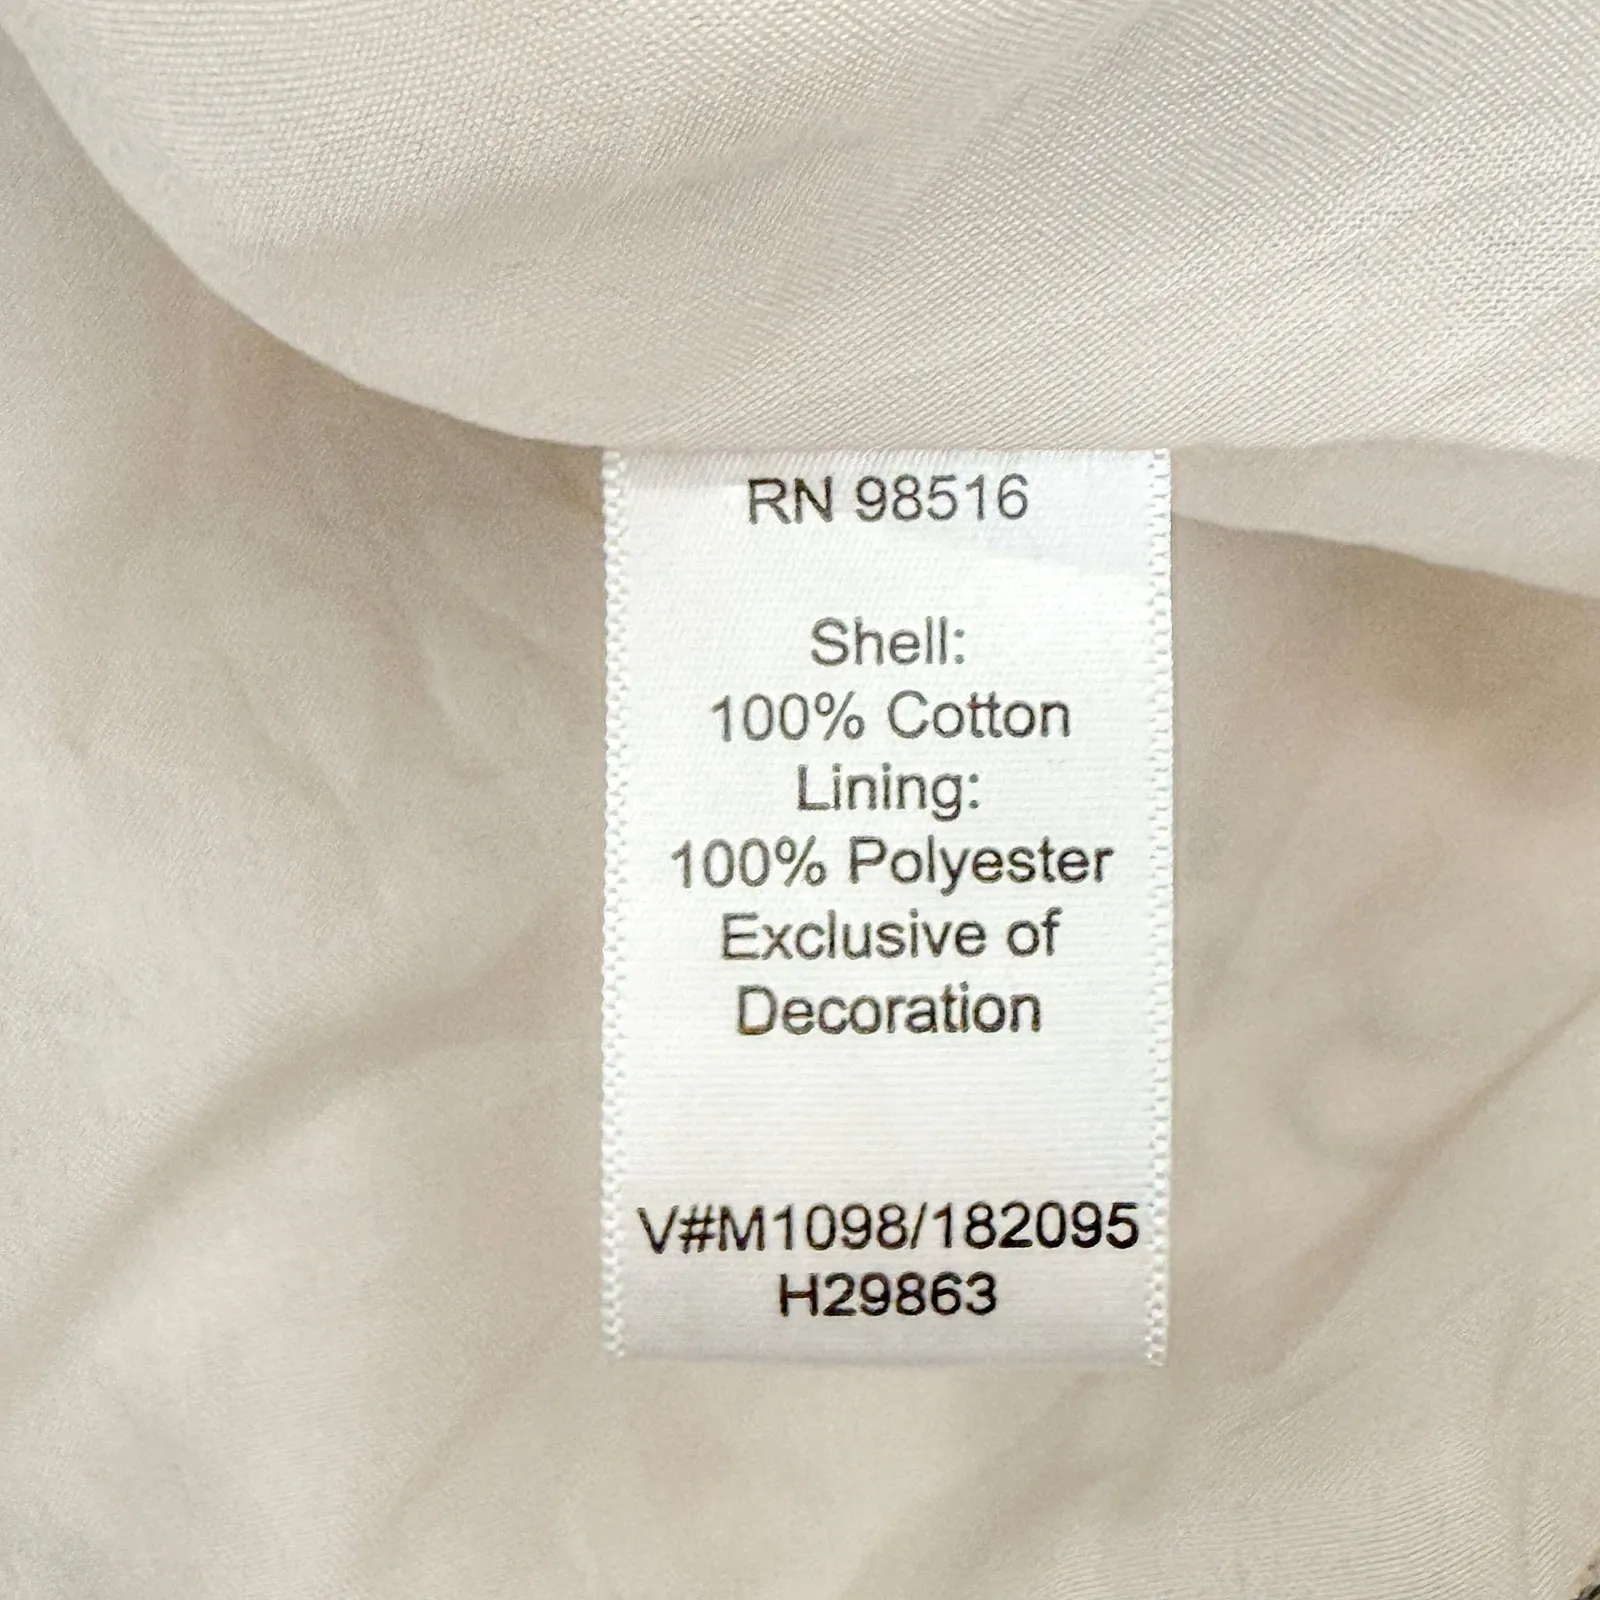 RN 98516
Shell:
100% Cotton
Lining:
100% Polyester
Exclusive of
Decoration
V#M1098/182095
H29863